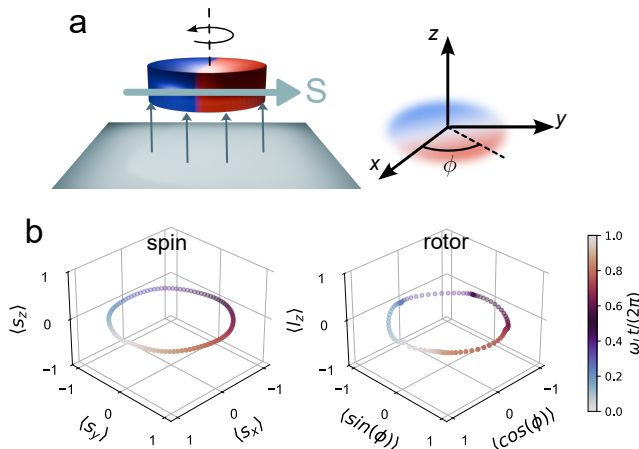 a
S
z
y
x
ϕ
b
spin
rotor
1
0
−1
⟨s_z⟩
−1
0
1
⟨s_y⟩
1
0
−1
⟨s_x⟩
1
0
−1
⟨l_z⟩
−1
0
1
⟨sin(ϕ)⟩
1
0
−1
⟨cos(ϕ)⟩
1.0
0.8
0.6
0.4
0.2
0.0